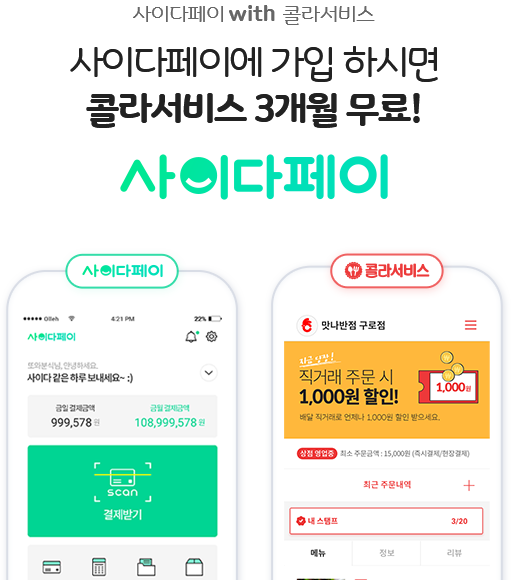 사이다페이 with 콜라서비스
사이다페이에 가입 하시면
콜라서비스 3개월 무료!
사이다페이
사이다페이
Olleh 4:21 PM 22%
사이다페이
또와분식님, 안녕하세요.
사이다 같은 하루 보내세요~ :)
금일 결제금액
999,578 원
금월 결제금액
108,999,578 원
scan
결제받기
콜라서비스
맛나반점 구로점
지금 신청!
직거래 주문 시
1,000원 할인!
배달 직거래로 언제나 1,000원 할인 받으세요.
1,000원
상점 영업중 최소 주문금액 : 15,000원 (즉시결제/현장결제)
최근 주문내역 +
내 스탬프 3/20
메뉴 정보 리뷰